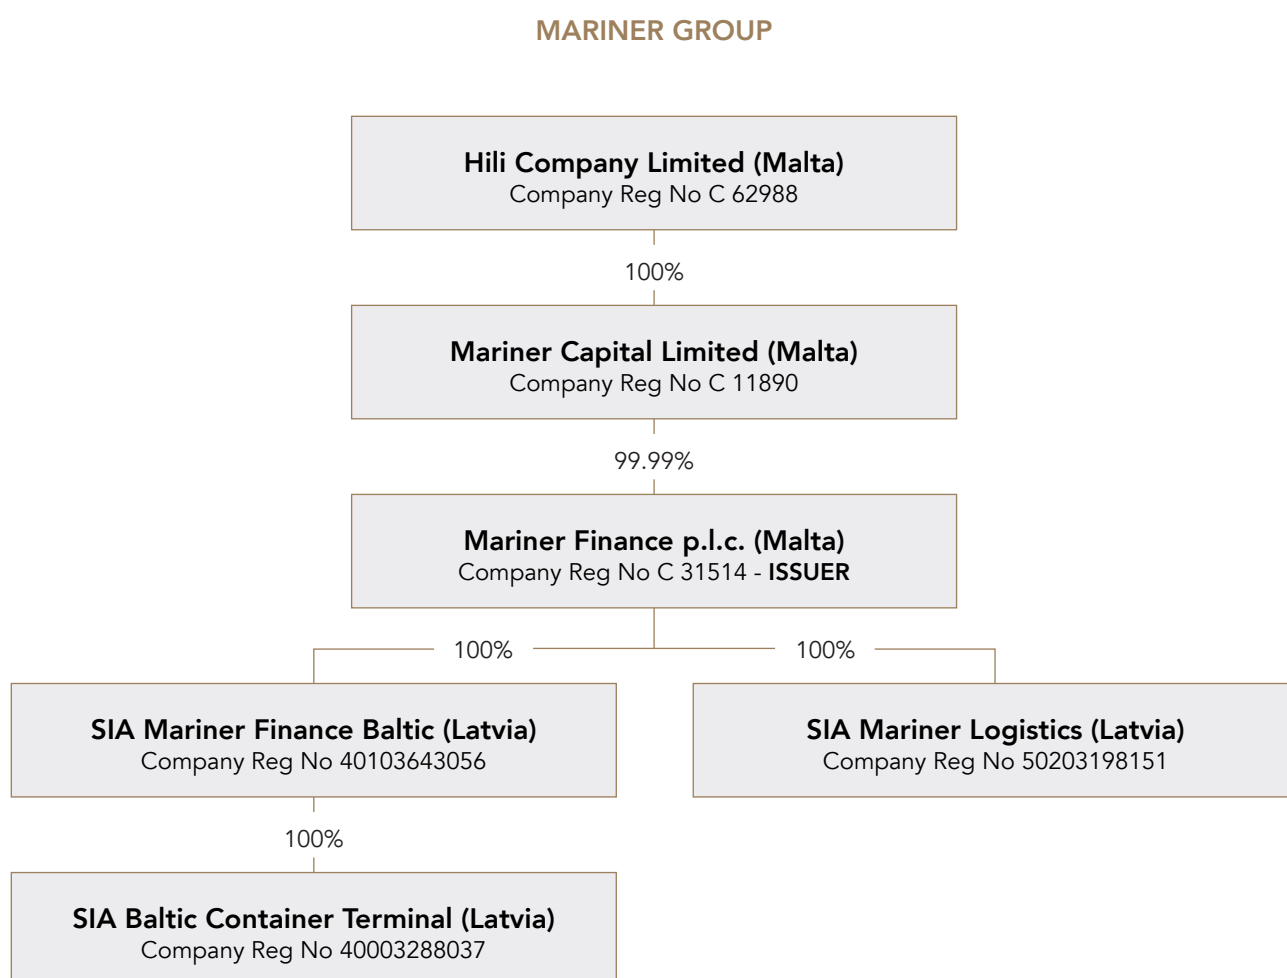 MARINER GROUP
Hili Company Limited (Malta)
Company Reg No C 62988
100%
Mariner Capital Limited (Malta)
Company Reg No C 11890
99.99%
Mariner Finance p.l.c. (Malta)
Company Reg No C 31514 - ISSUER
100%
100%
SIA Mariner Finance Baltic (Latvia)
Company Reg No 40103643056
SIA Mariner Logistics (Latvia)
Company Reg No 50203198151
100%
SIA Baltic Container Terminal (Latvia)
Company Reg No 40003288037